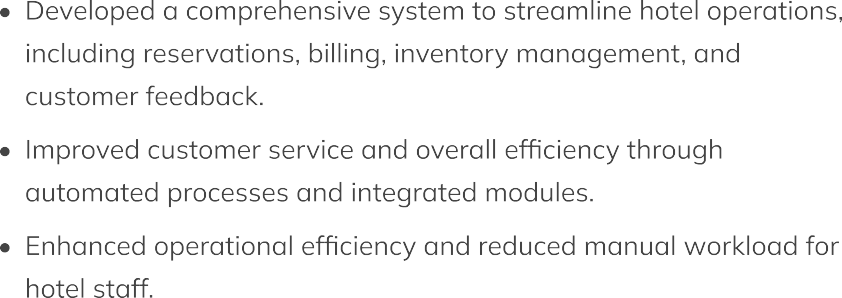 • Developed a comprehensive system to streamline hotel operations,
including reservations, billing, inventory management, and
customer feedback.
• Improved customer service and overall efficiency through
automated processes and integrated modules.
• Enhanced operational efficiency and reduced manual workload for
hotel staff.